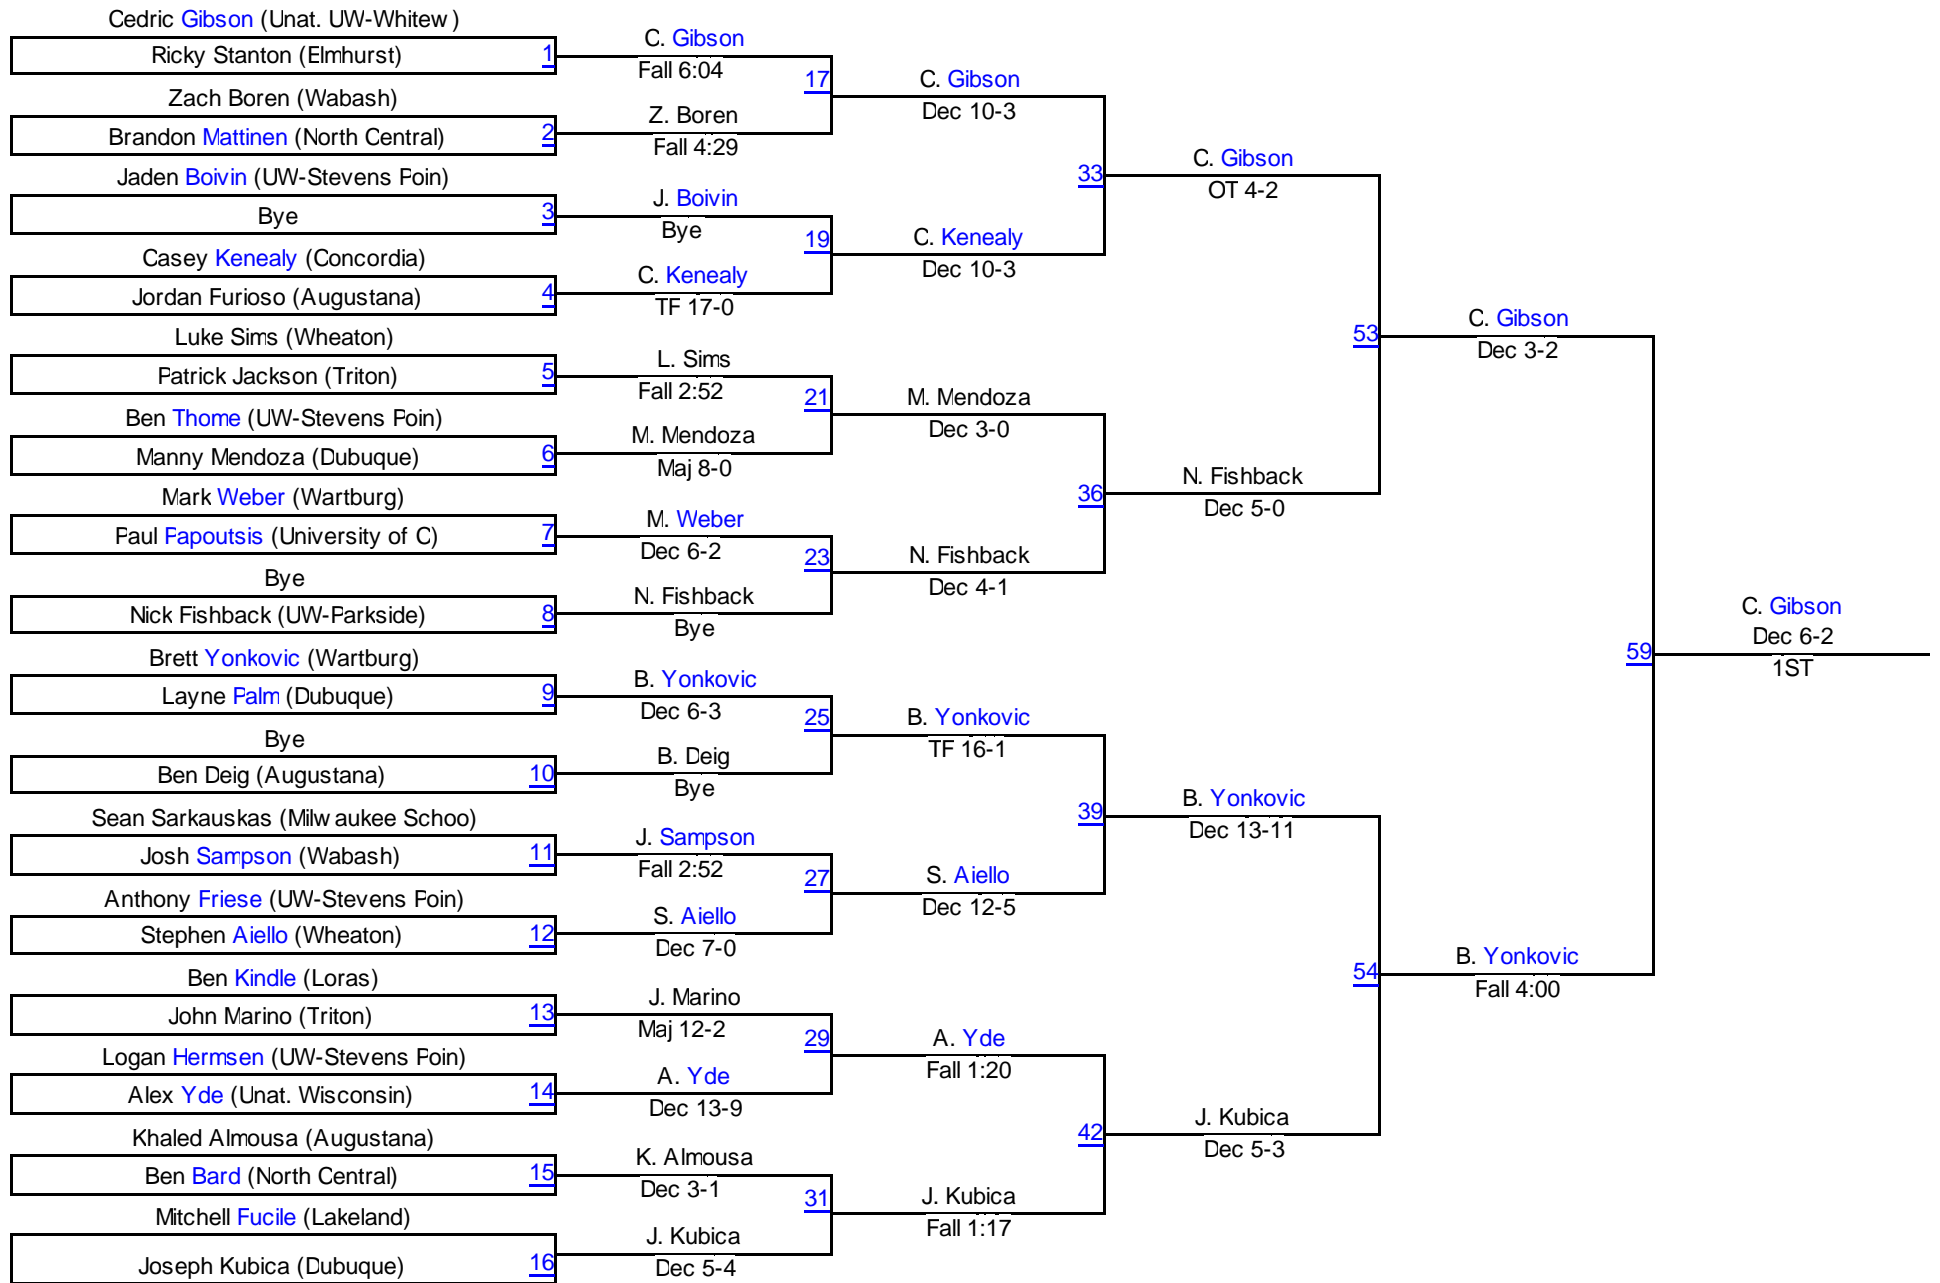 Cedric Gibson (Unat. UW-Whitew)
Ricky Stanton (Elmhurst) 1
Zach Boren (Wabash)
Brandon Mattinen (North Central) 2
Jaden Boivin (UW-Stevens Poin)
Bye 3
Casey Kenealy (Concordia)
Jordan Furioso (Augustana) 4
Luke Sims (Wheaton)
Patrick Jackson (Triton) 5
Ben Thome (UW-Stevens Poin)
Manny Mendoza (Dubuque) 6
Mark Weber (Wartburg)
Paul Papoutsis (University of C) 7
Bye
Nick Fishback (UW-Parkside) 8
Brett Yonkovic (Wartburg)
Layne Palm (Dubuque) 9
Bye
Ben Deig (Augustana) 10
Sean Sarkauskas (Milwaukee Schoo)
Josh Sampson (Wabash) 11
Anthony Friese (UW-Stevens Poin)
Stephen Aiello (Wheaton) 12
Ben Kindle (Loras)
John Marino (Triton) 13
Logan Hermsen (UW-Stevens Poin)
Alex Yde (Unat. Wisconsin) 14
Khaled Almousa (Augustana)
Ben Bard (North Central) 15
Mitchell Fucile (Lakeland)
Joseph Kubica (Dubuque) 16
C. Gibson
Fall 6:04
17
Z. Boren
Fall 4:29
J. Boivin
Bye
19
C. Kenealy
TF 17-0
L. Sims
Fall 2:52
21
M. Mendoza
Maj 8-0
M. Weber
Dec 6-2
23
N. Fishback
Bye
B. Yonkovic
Dec 6-3
25
B. Deig
Bye
J. Sampson
Fall 2:52
27
S. Aiello
Dec 7-0
J. Marino
Maj 12-2
29
A. Yde
Dec 13-9
K. Almousa
Dec 3-1
31
J. Kubica
Dec 5-4
C. Gibson
Dec 10-3
33
C. Kenealy
Dec 10-3
M. Mendoza
Dec 3-0
36
N. Fishback
Dec 4-1
B. Yonkovic
TF 16-1
39
S. Aiello
Dec 12-5
A. Yde
Fall 1:20
42
J. Kubica
Fall 1:17
C. Gibson
OT 4-2
53
N. Fishback
Dec 5-0
B. Yonkovic
Dec 13-11
54
J. Kubica
Dec 5-3
C. Gibson
Dec 3-2
59
B. Yonkovic
Fall 4:00
C. Gibson
Dec 6-2
1ST